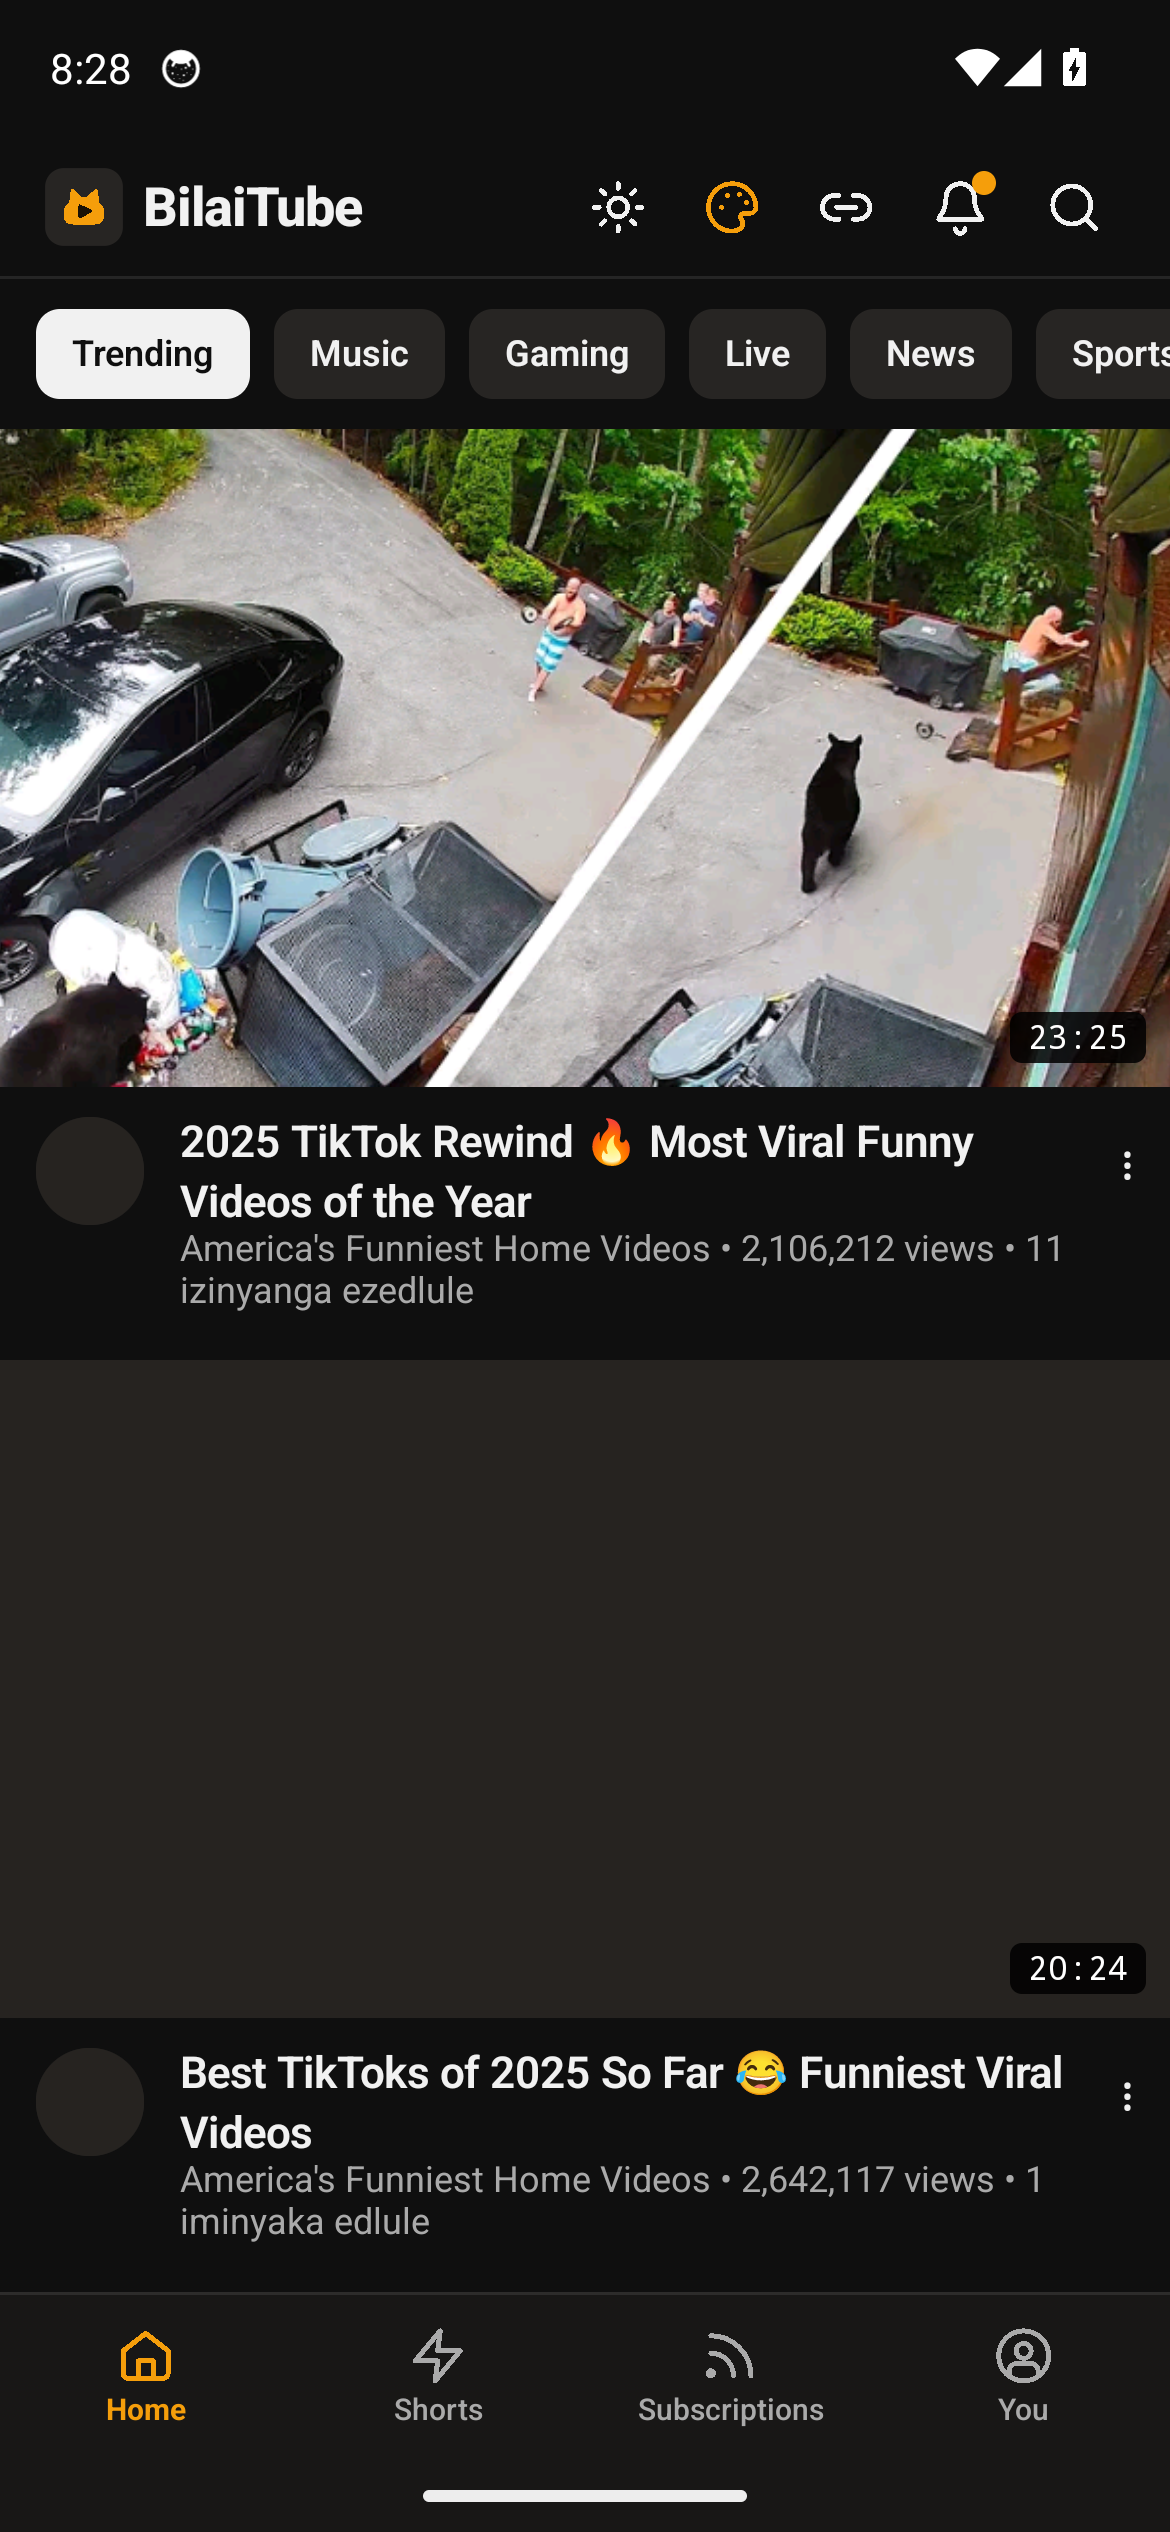 8:28
BilaiTube
Trending
Music
Gaming
Live
News
Sports
23:25
2025 TikTok Rewind 🔥 Most Viral Funny
Videos of the Year
America's Funniest Home Videos • 2,106,212 views • 11
izinyanga ezedlule
20:24
Best TikToks of 2025 So Far 😂 Funniest Viral
Videos
America's Funniest Home Videos • 2,642,117 views • 1
iminyaka edlule
Home
Shorts
Subscriptions
You